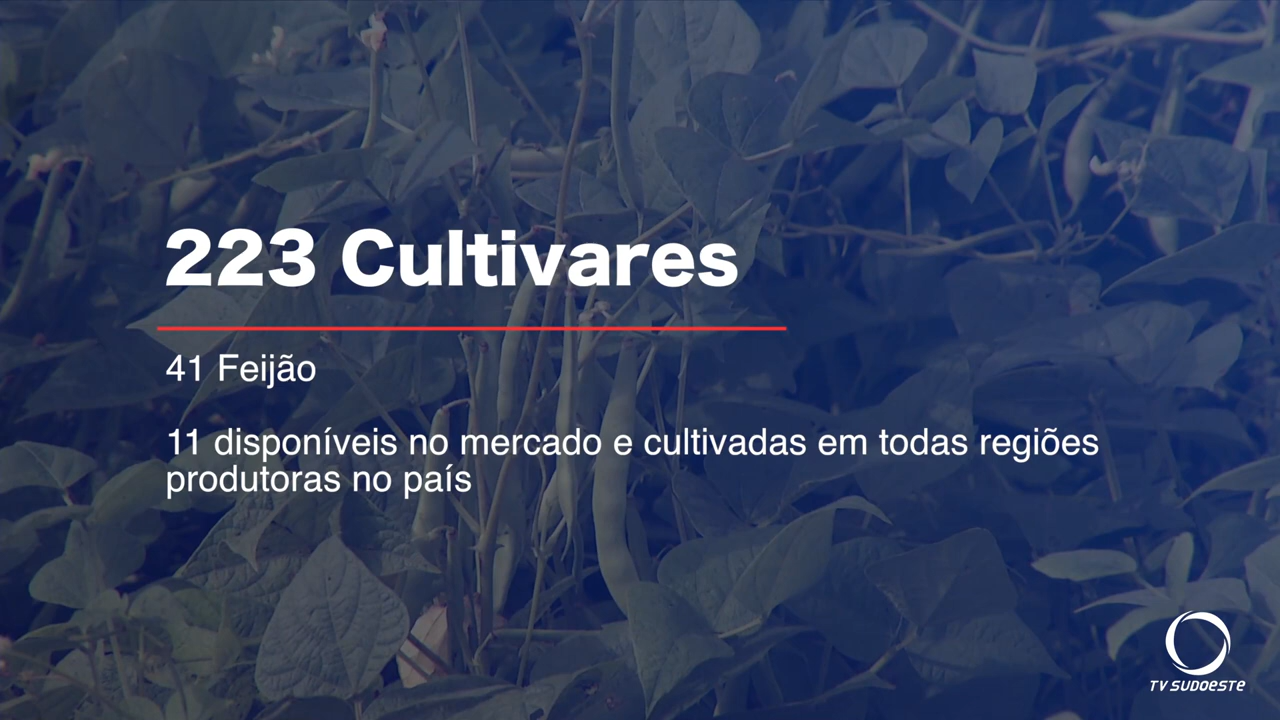 223 Cultivares
41 Feijão
11 disponíveis no mercado e cultivadas em todas regiões
produtoras no país
TV SUDOESTE